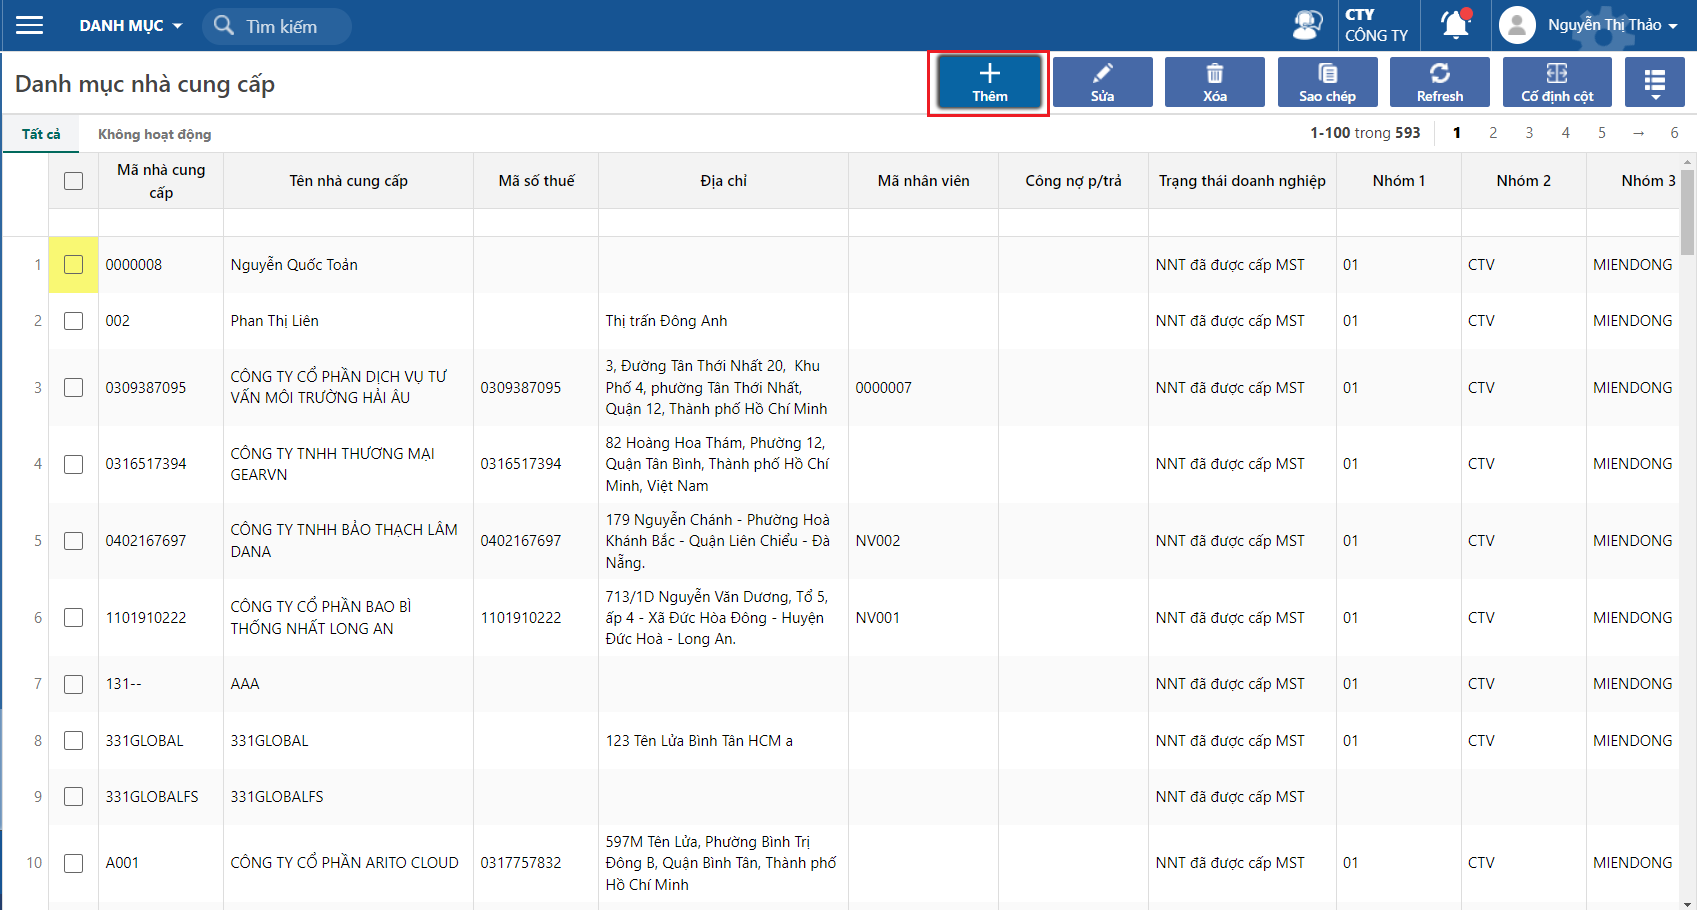 DANH MỤC
Tìm kiếm
CTY
CÔNG TY
Nguyễn Thị Thảo
Danh mục nhà cung cấp
Thêm
Sửa
Xóa
Sao chép
Refresh
Cố định cột
Tất cả
Không hoạt động
1-100 trong 593
1 2 3 4 5 → 6
Mã nhà cung
cấp
Tên nhà cung cấp
Mã số thuế
Địa chỉ
Mã nhân viên
Công nợ p/trả
Trạng thái doanh nghiệp
Nhóm 1
Nhóm 2
Nhóm 3
1 0000008 Nguyễn Quốc Toản NNT đã được cấp MST 01 CTV MIENDONG
2 002 Phan Thị Liên Thị trấn Đông Anh NNT đã được cấp MST 01 CTV MIENDONG
3 0309387095
CÔNG TY CỔ PHẦN DỊCH VỤ TƯ
VẤN MÔI TRƯỜNG HẢI ÂU
0309387095
3, Đường Tân Thới Nhất 20, Khu
Phố 4, phường Tân Thới Nhất,
Quận 12, Thành phố Hồ Chí Minh
0000007 NNT đã được cấp MST 01 CTV MIENDONG
4 0316517394
CÔNG TY TNHH THƯƠNG MẠI
GEARVN
0316517394
82 Hoàng Hoa Thám, Phường 12,
Quận Tân Bình, Thành phố Hồ Chí
Minh, Việt Nam
NNT đã được cấp MST 01 CTV MIENDONG
5 0402167697
CÔNG TY TNHH BẢO THẠCH LÂM
DANA
0402167697
179 Nguyễn Chánh - Phường Hoà
Khánh Bắc - Quận Liên Chiểu - Đà
Nẵng.
NV002 NNT đã được cấp MST 01 CTV MIENDONG
6 1101910222
CÔNG TY CỔ PHẦN BAO BÌ
THỐNG NHẤT LONG AN
1101910222
713/1D Nguyễn Văn Dương, Tổ 5,
ấp 4 - Xã Đức Hòa Đông - Huyện
Đức Hoà - Long An.
NV001 NNT đã được cấp MST 01 CTV MIENDONG
7 131-- AAA NNT đã được cấp MST 01 CTV MIENDONG
8 331GLOBAL 331GLOBAL 123 Tên Lửa Bình Tân HCM a NNT đã được cấp MST 01 CTV MIENDONG
9 331GLOBALFS 331GLOBALFS NNT đã được cấp MST
10 A001 CÔNG TY CỔ PHẦN ARITO CLOUD 0317757832
597M Tên Lửa, Phường Bình Trị
Đông B, Quận Bình Tân, Thành phố
Hồ Chí Minh
NNT đã được cấp MST 01 CTV MIENDONG